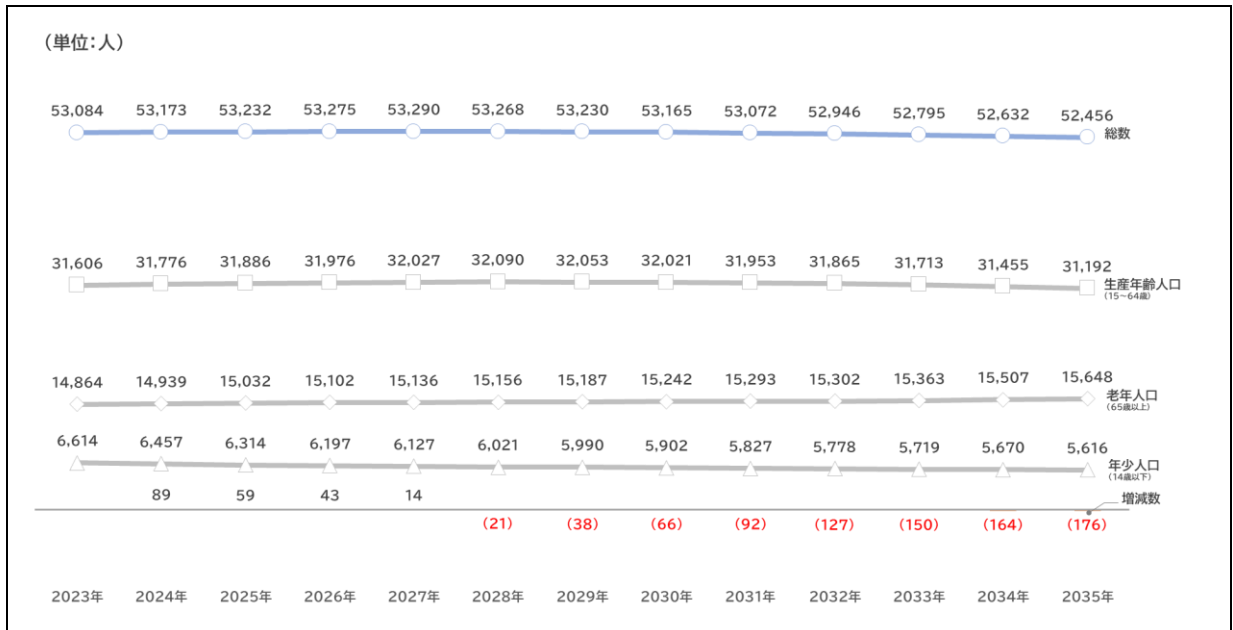 （単位：人）
53,084 53,173 53,232 53,275 53,290 53,268 53,230 53,165 53,072 52,946 52,795 52,632 52,456
総数
31,606 31,776 31,886 31,976 32,027 32,090 32,053 32,021 31,953 31,865 31,713 31,455 31,192
生産年齢人口
（15～64歳）
14,864 14,939 15,032 15,102 15,136 15,156 15,187 15,242 15,293 15,302 15,363 15,507 15,648
老年人口
（65歳以上）
6,614 6,457 6,314 6,197 6,127 6,021 5,990 5,902 5,827 5,778 5,719 5,670 5,616
年少人口
（14歳以下）
89 59 43 14
増減数
(21) (38) (66) (92) (127) (150) (164) (176)
2023年 2024年 2025年 2026年 2027年 2028年 2029年 2030年 2031年 2032年 2033年 2034年 2035年